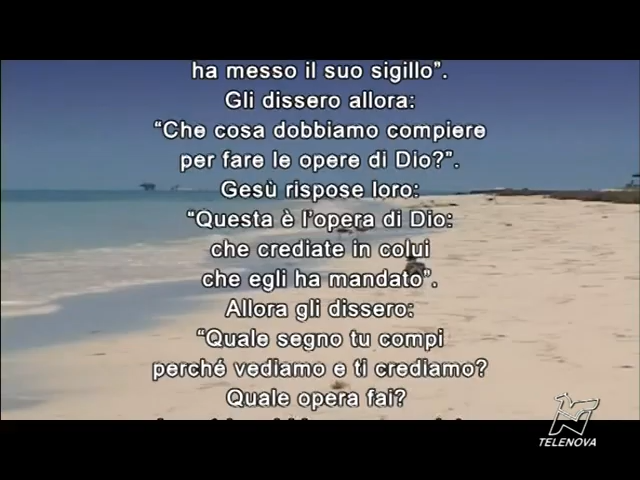 ha messo il suo sigillo”.
Gli dissero allora:
“Che cosa dobbiamo compiere
per fare le opere di Dio?”.
Gesù rispose loro:
“Questa è l’opera di Dio:
che crediate in colui
che egli ha mandato”.
Allora gli dissero:
“Quale segno tu compi
perché vediamo e ti crediamo?
Quale opera fai?
TELENOVA